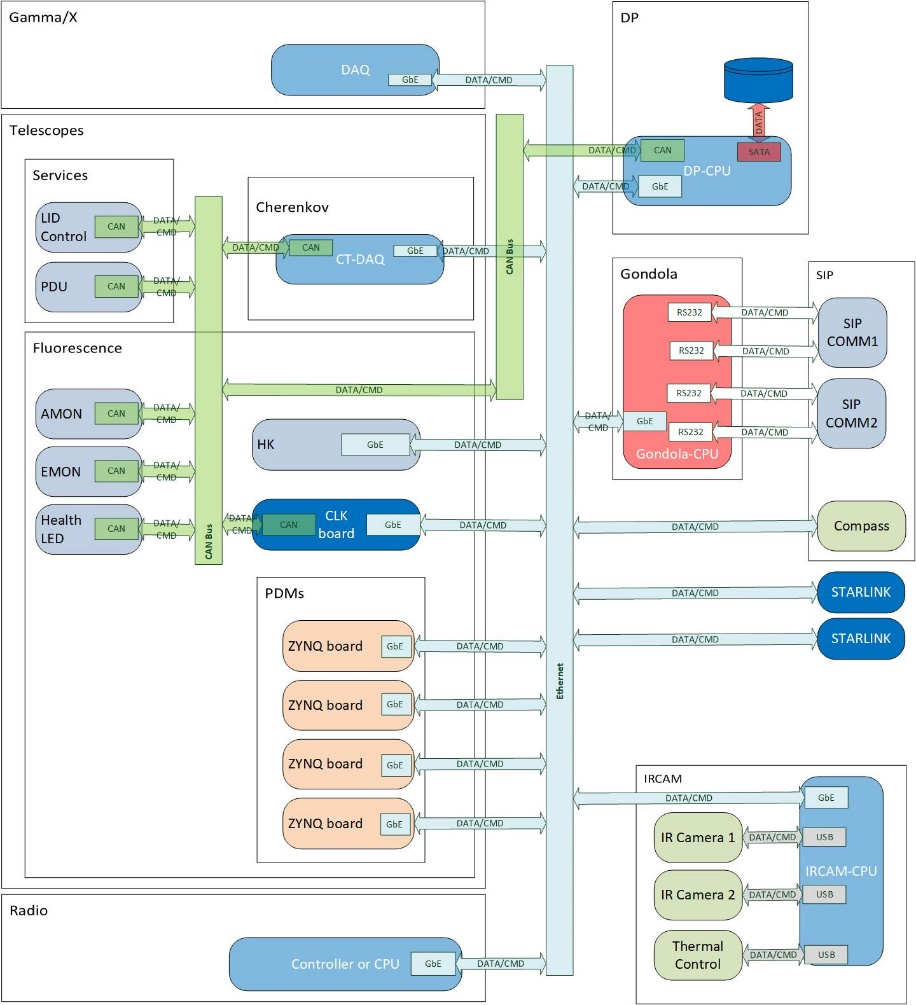 Gamma/X
DAQ
GbE
DATA/CMD
DP
DATA
SATA
DP-CPU
CAN
DATA/CMD
GbE
DATA/CMD
Telescopes
Services
LID
Control
CAN
DATA/
CMD
PDU
CAN
DATA/
CMD
Cherenkov
DATA/CMD
CAN
CT-DAQ
GbE
DATA/CMD
CAN Bus
DATA/CMD
Fluorescence
AMON
CAN
DATA/
CMD
EMON
CAN
DATA/
CMD
Health
LED
CAN
DATA/
CMD
CAN Bus
HK
GbE
DATA/CMD
DATA/
CMD
CAN
CLK
board
GbE
DATA/CMD
PDMs
ZYNQ board
GbE
DATA/CMD
ZYNQ board
GbE
DATA/CMD
ZYNQ board
GbE
DATA/CMD
ZYNQ board
GbE
DATA/CMD
Ethernet
Radio
Controller or CPU
GbE
DATA/CMD
Gondola
RS232
DATA/CMD
RS232
DATA/CMD
RS232
DATA/CMD
RS232
DATA/CMD
DATA/
CMD
GbE
Gondola-CPU
SIP
SIP
COMM1
SIP
COMM2
DATA/CMD
Compass
DATA/CMD
STARLINK
DATA/CMD
STARLINK
IRCAM
DATA/CMD
GbE
IR Camera 1
DATA/CMD
USB
IRCAM-CPU
IR Camera 2
DATA/CMD
USB
Thermal
Control
DATA/CMD
USB